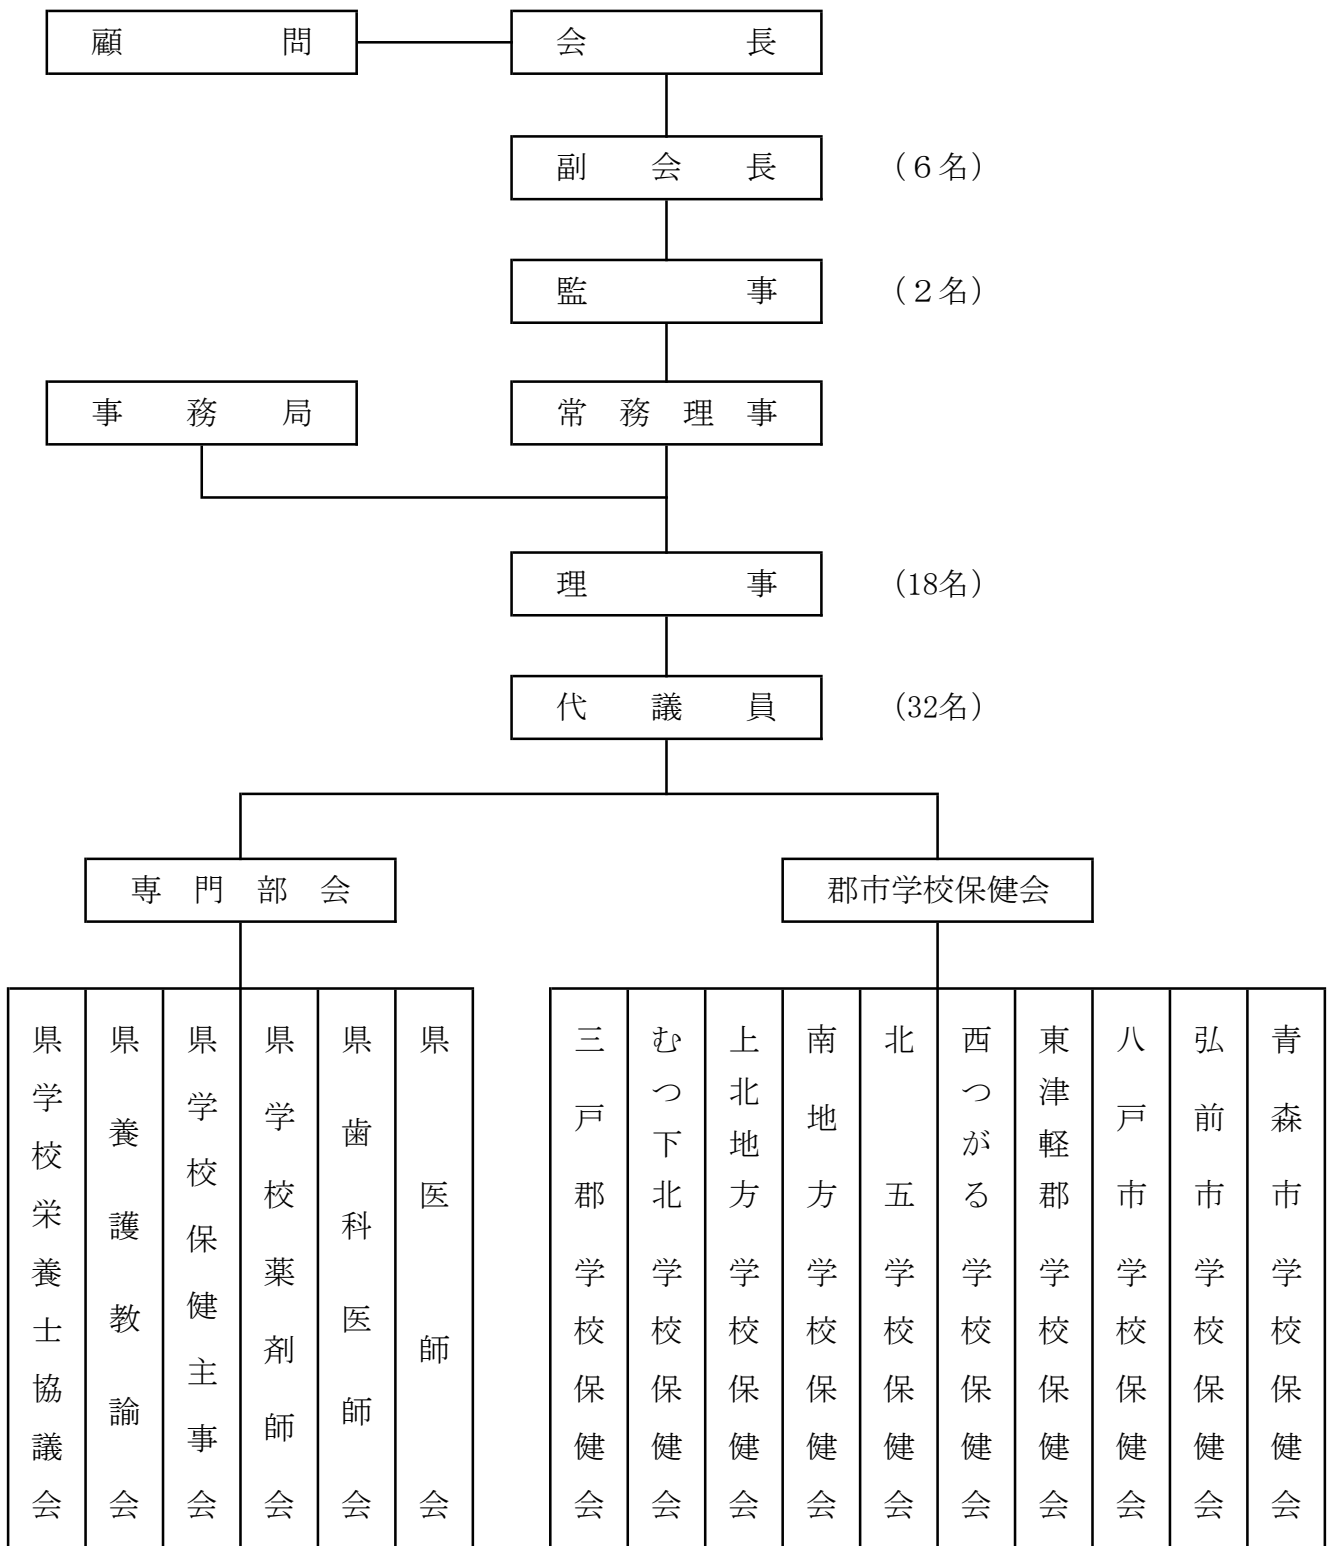 顧問
会長
副会長
（６名）
監事
（２名）
事務局
常務理事
理事
（18名）
代議員
（32名）
専門部会
郡市学校保健会
県学校栄養士協議会
県養護教諭会
県学校保健主事会
県学校薬剤師会
県歯科医師会
県医師会
三戸郡学校保健会
むつ下北学校保健会
上北地方学校保健会
南地方学校保健会
北五学校保健会
西つがる学校保健会
東津軽郡学校保健会
八戸市学校保健会
弘前市学校保健会
青森市学校保健会